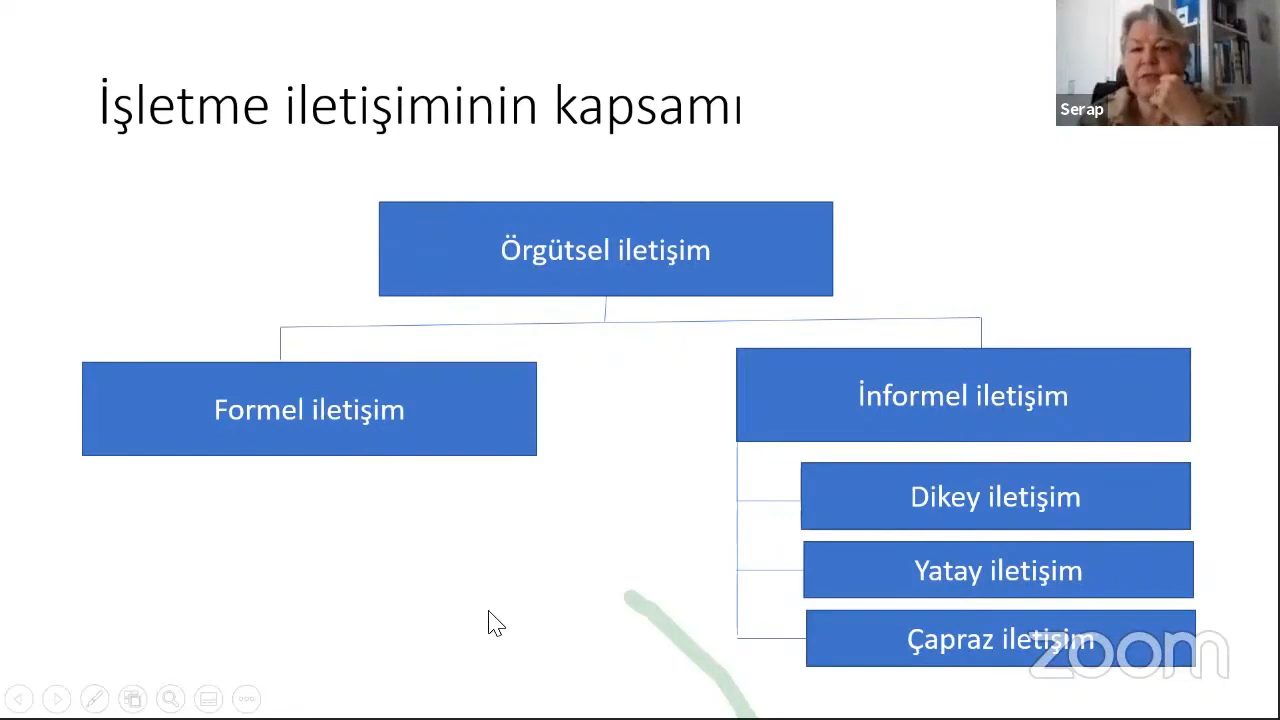 İşletme iletişiminin kapsamı
Serap
Örgütsel iletişim
Formel iletişim
İnformel iletişim
Dikey iletişim
Yatay iletişim
Çapraz iletişim
zoom